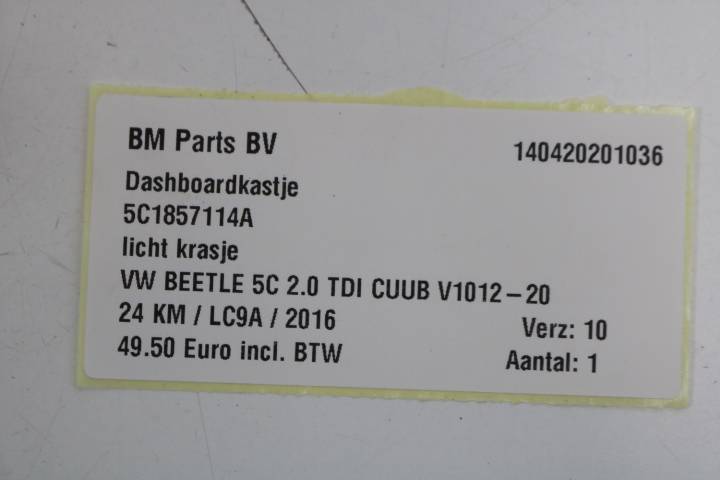 BM Parts BV 140420201036
Dashboardkastje
5C1857114A
licht krasje
VW BEETLE 5C 2.0 TDI CUUB V1012-20
24 KM / LC9A / 2016 Verz: 10
49.50 Euro incl. BTW Aantal: 1